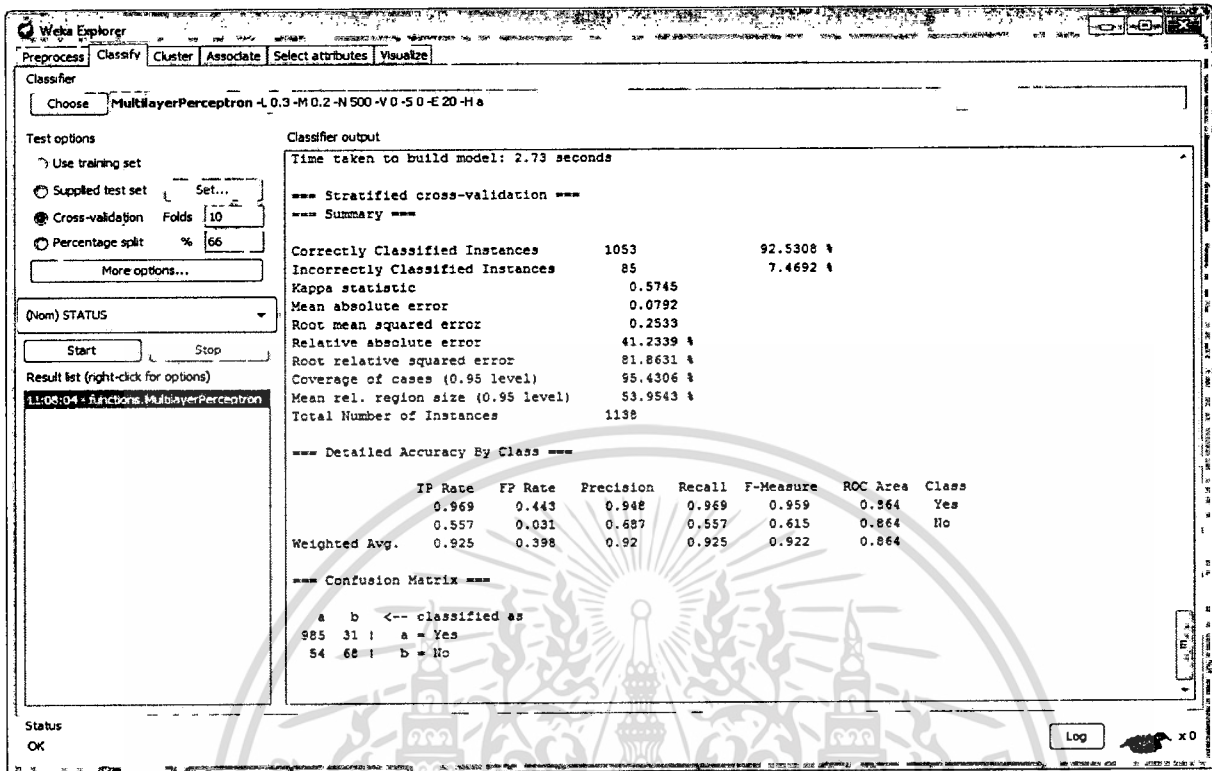 Weka Explorer
Preprocess Classify Cluster Associate Select attributes Visualize
Classifier
Choose MultilayerPerceptron -L 0.3 -M 0.2 -N 500 -V 0 -S 0 -E 20 -H a
Test options
Use training set
Supplied test set Set...
Cross-validation Folds 10
Percentage split % 66
More options...
(Nom) STATUS
Start Stop
Result list (right-click for options)
11:08:04 - functions.MultilayerPerceptron
Classifier output
Time taken to build model: 2.73 seconds
=== Stratified cross-validation ===
=== Summary ===
Correctly Classified Instances 1053 92.5308 %
Incorrectly Classified Instances 85 7.4692 %
Kappa statistic 0.5745
Mean absolute error 0.0792
Root mean squared error 0.2533
Relative absolute error 41.2339 %
Root relative squared error 81.8631 %
Coverage of cases (0.95 level) 95.4306 %
Mean rel. region size (0.95 level) 53.9543 %
Total Number of Instances 1138
=== Detailed Accuracy By Class ===
TP Rate FP Rate Precision Recall F-Measure ROC Area Class
0.969 0.443 0.948 0.969 0.959 0.864 Yes
0.557 0.031 0.687 0.557 0.615 0.864 No
Weighted Avg. 0.925 0.398 0.92 0.925 0.922 0.864
=== Confusion Matrix ===
a b <-- classified as
985 31 | a = Yes
54 68 | b = No
Status
OK
Log x 0